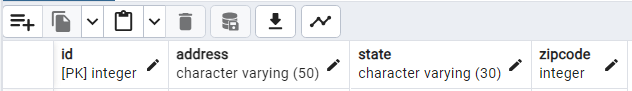 id address state zipcode
[PK] integer character varying (50) character varying (30) integer